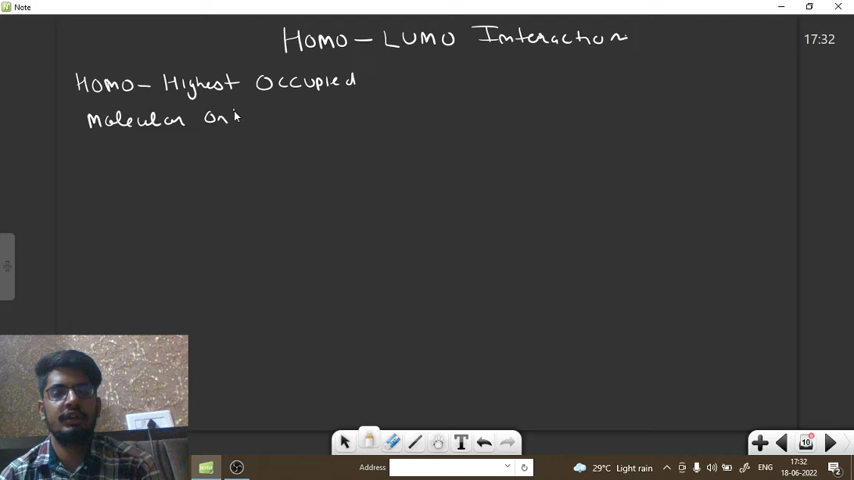 Note
17:32
Homo - LUMO Interaction
HOMO - Highest Occupied
Molecular
Address
29°C Light rain
ENG
17:32
18-06-2022
10